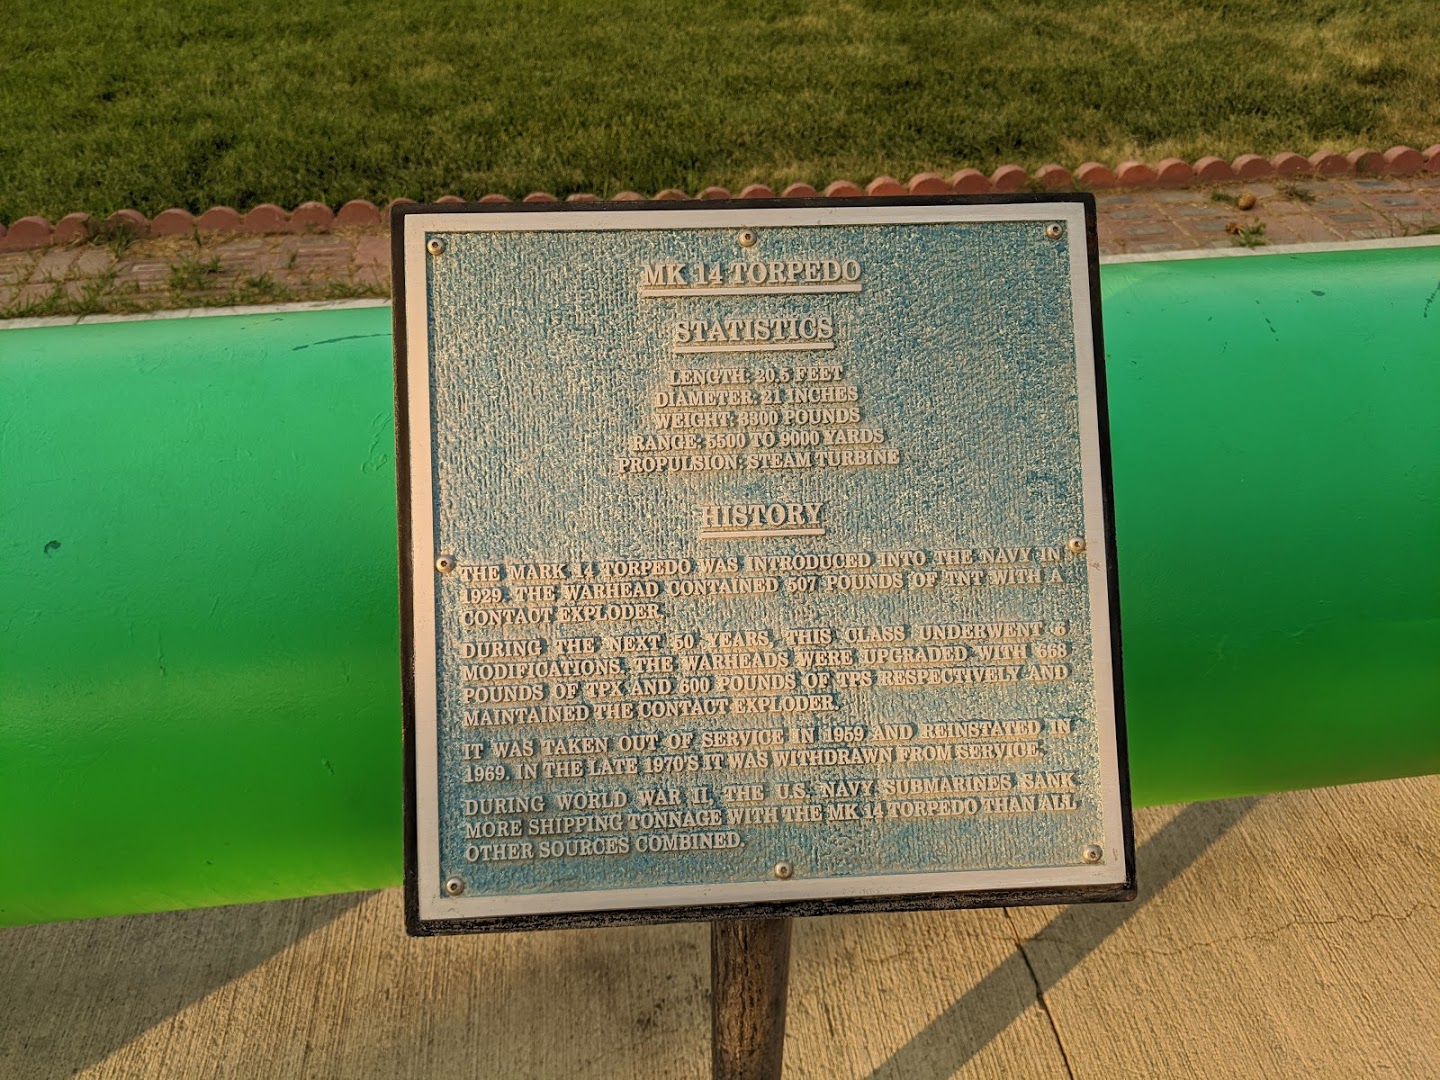 MK 14 TORPEDO
STATISTICS
LENGTH: 20.5 FEET
DIAMETER: 21 INCHES
WEIGHT: 3300 POUNDS
RANGE: 5500 TO 9000 YARDS
PROPULSION: STEAM TURBINE
HISTORY
THE MARK 14 TORPEDO WAS INTRODUCED INTO THE NAVY IN
1929. THE WARHEAD CONTAINED 507 POUNDS OF TNT WITH A
CONTACT EXPLODER.
DURING THE NEXT 50 YEARS, THIS CLASS UNDERWENT 6
MODIFICATIONS. THE WARHEADS WERE UPGRADED WITH 668
POUNDS OF TPX AND 600 POUNDS OF TPS RESPECTIVELY AND
MAINTAINED THE CONTACT EXPLODER.
IT WAS TAKEN OUT OF SERVICE IN 1959 AND REINSTATED IN
1969. IN THE LATE 1970'S IT WAS WITHDRAWN FROM SERVICE.
DURING WORLD WAR II, THE U.S. NAVY SUBMARINES SANK
MORE SHIPPING TONNAGE WITH THE MK 14 TORPEDO THAN ALL
OTHER SOURCES COMBINED.